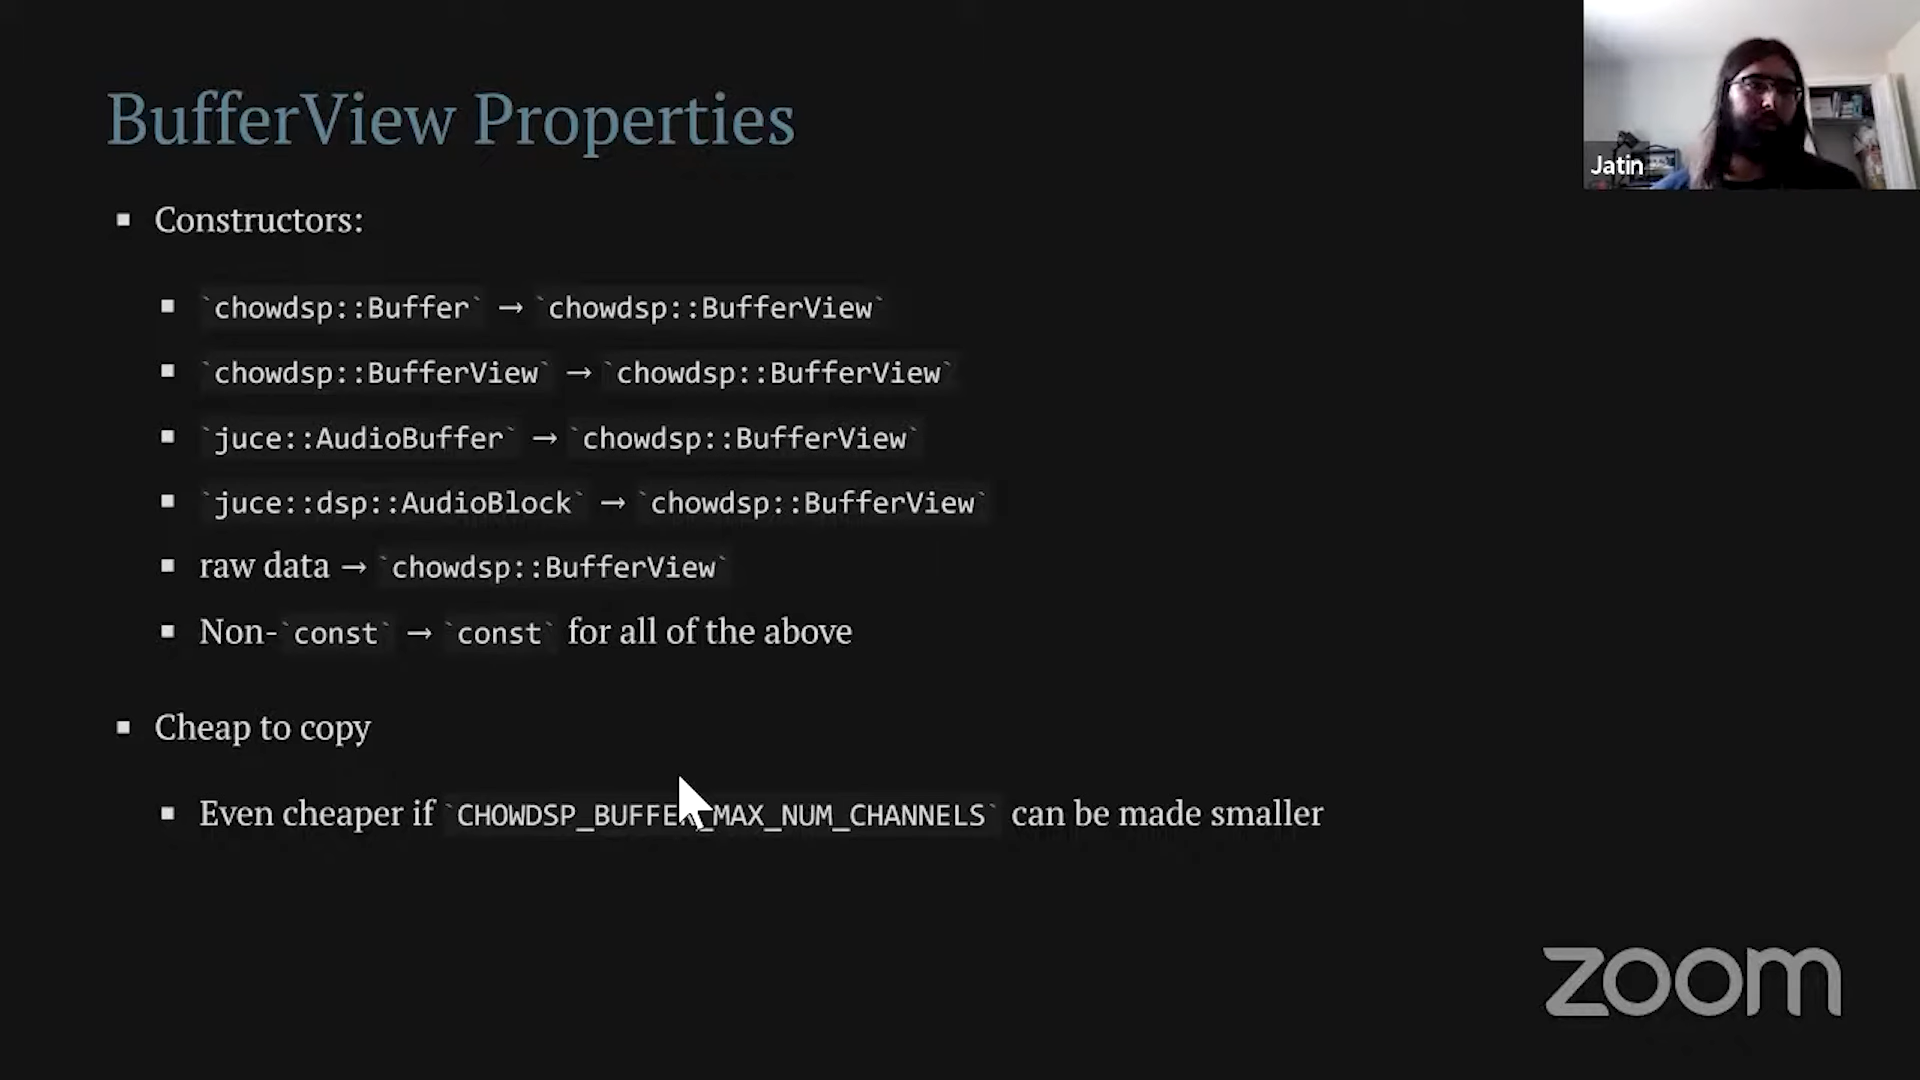 BufferView Properties
Jatin
Constructors:
`chowdsp::Buffer` → `chowdsp::BufferView`
`chowdsp::BufferView` → `chowdsp::BufferView`
`juce::AudioBuffer` → `chowdsp::BufferView`
`juce::dsp::AudioBlock` → `chowdsp::BufferView`
raw data → `chowdsp::BufferView`
Non-`const` → `const` for all of the above
Cheap to copy
Even cheaper if `CHOWDSP_BUFFER_MAX_NUM_CHANNELS` can be made smaller
zoom